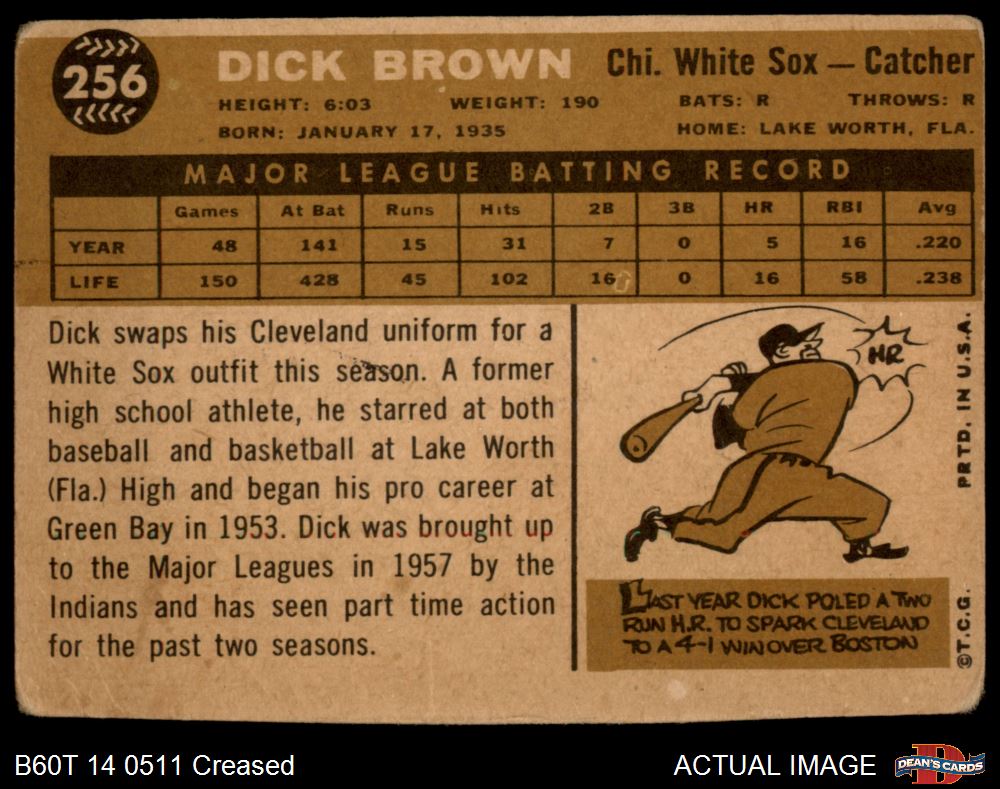 256
DICK BROWN
Chi. White Sox — Catcher
HEIGHT: 6:03 WEIGHT: 190 BATS: R THROWS: R
BORN: JANUARY 17, 1935 HOME: LAKE WORTH, FLA.
MAJOR LEAGUE BATTING RECORD
Games At Bat Runs Hits 2B 3B HR RBI Avg
YEAR 48 141 15 31 7 0 5 16 .220
LIFE 150 428 45 102 16 0 16 58 .238
Dick swaps his Cleveland uniform for a
White Sox outfit this season. A former
high school athlete, he starred at both
baseball and basketball at Lake Worth
(Fla.) High and began his pro career at
Green Bay in 1953. Dick was brought up
to the Major Leagues in 1957 by the
Indians and has seen part time action
for the past two seasons.
HR
LAST YEAR DICK POLED A TWO
RUN H.R. TO SPARK CLEVELAND
TO A 4-1 WIN OVER BOSTON
©T.C.G. PRTD. IN U.S.A.
B60T 14 0511 Creased
ACTUAL IMAGE
DEAN'S CARDS